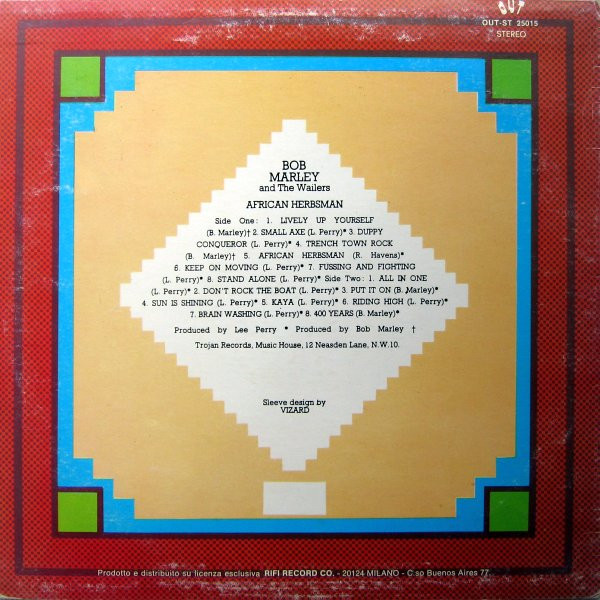 OUT
OUT-ST 25015
STEREO
BOB
MARLEY
and The Wailers
AFRICAN HERBSMAN
Side One: 1. LIVELY UP YOURSELF
(B. Marley)† 2. SMALL AXE (L. Perry)* 3. DUPPY
CONQUEROR (L. Perry)* 4. TRENCH TOWN ROCK
(B. Marley)† 5. AFRICAN HERBSMAN (R. Havens)*
6. KEEP ON MOVING (L. Perry)* 7. FUSSING AND FIGHTING
(L. Perry)* 8. STAND ALONE (L. Perry)* Side Two: 1. ALL IN ONE
(L. Perry)* 2. DON'T ROCK THE BOAT (L. Perry)* 3. PUT IT ON (B. Marley)*
4. SUN IS SHINING (L. Perry)* 5. KAYA (L. Perry)* 6. RIDING HIGH (L. Perry)*
7. BRAIN WASHING (L. Perry)* 8. 400 YEARS (B. Marley)*
Produced by Lee Perry * Produced by Bob Marley †
Trojan Records, Music House, 12 Neasden Lane, N.W.10.
Sleeve design by
VIZARD
Prodotto e distribuito su licenza esclusiva RIFI RECORD CO. - 20124 MILANO - C.so Buenos Aires 77